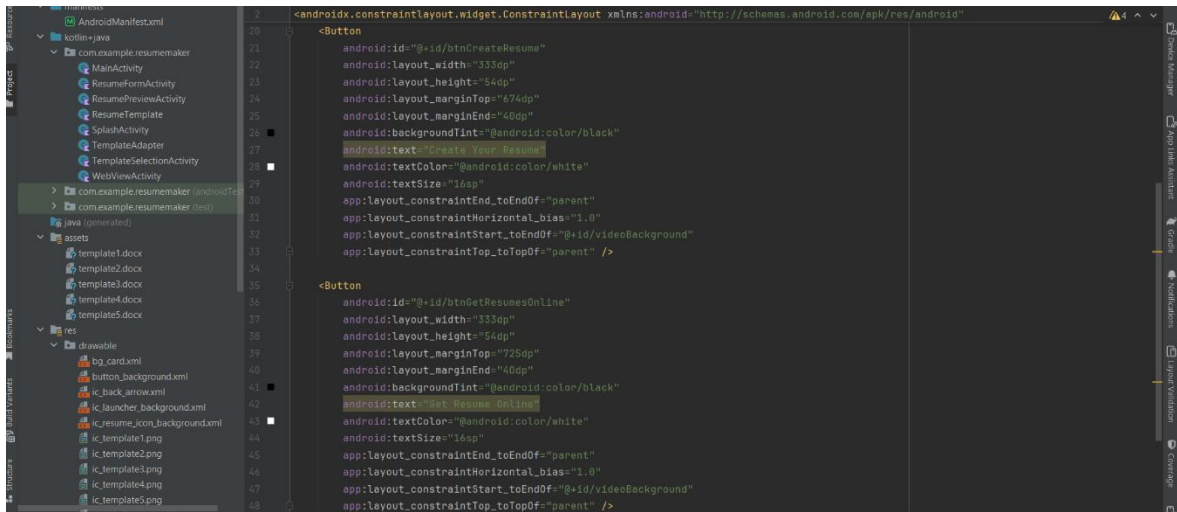 manifests
AndroidManifest.xml
kotlin+java
com.example.resumemaker
MainActivity
ResumeFormActivity
ResumePreviewActivity
ResumeTemplate
SplashActivity
TemplateAdapter
TemplateSelectionActivity
WebViewActivity
com.example.resumemaker (androidTest
com.example.resumemaker (test)
java (generated)
assets
template1.docx
template2.docx
template3.docx
template4.docx
template5.docx
res
drawable
bg_card.xml
button_background.xml
ic_back_arrow.xml
ic_launcher_background.xml
ic_resume_icon_background.xml
ic_template1.png
ic_template2.png
ic_template3.png
ic_template4.png
ic_template5.png
Project
Bookmarks
Build Variants
Structure
2 <androidx.constraintlayout.widget.ConstraintLayout xmlns:android="http://schemas.android.com/apk/res/android"
20 <Button
21 android:id="@+id/btnCreateResume"
22 android:layout_width="333dp"
23 android:layout_height="54dp"
24 android:layout_marginTop="674dp"
25 android:layout_marginEnd="40dp"
26 android:backgroundTint="@android:color/black"
27 android:text="Create Your Resume"
28 android:textColor="@android:color/white"
29 android:textSize="16sp"
30 app:layout_constraintEnd_toEndOf="parent"
31 app:layout_constraintHorizontal_bias="1.0"
32 app:layout_constraintStart_toEndOf="@+id/videoBackground"
33 app:layout_constraintTop_toTopOf="parent" />
34
35 <Button
36 android:id="@+id/btnGetResumesOnline"
37 android:layout_width="333dp"
38 android:layout_height="54dp"
39 android:layout_marginTop="725dp"
40 android:layout_marginEnd="40dp"
41 android:backgroundTint="@android:color/black"
42 android:text="Get Resume Online"
43 android:textColor="@android:color/white"
44 android:textSize="16sp"
45 app:layout_constraintEnd_toEndOf="parent"
46 app:layout_constraintHorizontal_bias="1.0"
47 app:layout_constraintStart_toEndOf="@+id/videoBackground"
48 app:layout_constraintTop_toTopOf="parent" />
4
Device Manager
App Links Assistant
Gradle
Notifications
Layout Validation
Coverage